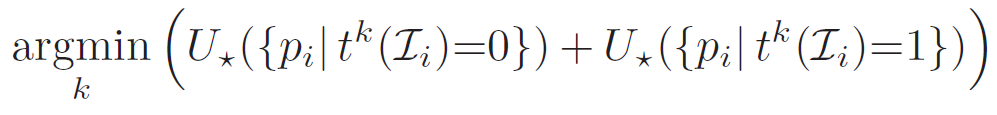 argmin_k (U_⋆({p_i| t^k(ℐ_i)=0}) + U_⋆({p_i| t^k(ℐ_i)=1}))